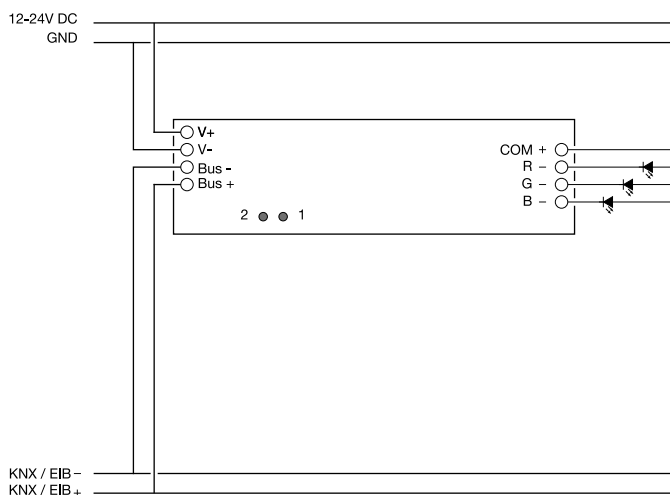 12-24V DC
GND
V+
V-
Bus -
Bus +
COM +
R -
G -
B -
2 1
KNX / EIB -
KNX / EIB +